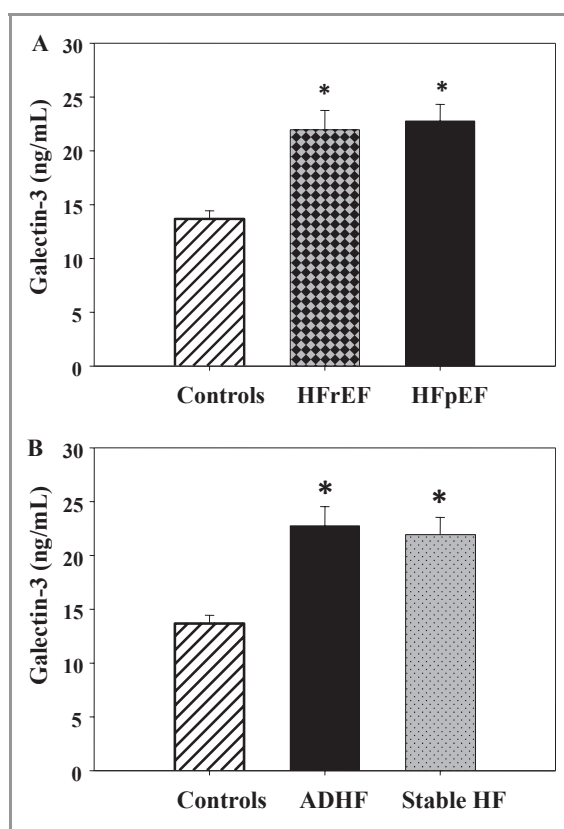 A
30
25
20
15
10
5
0
Galectin-3 (ng/mL)
* *
Controls HFrEF HFpEF
B
30
25
20
15
10
5
0
Galectin-3 (ng/mL)
* *
Controls ADHF Stable HF